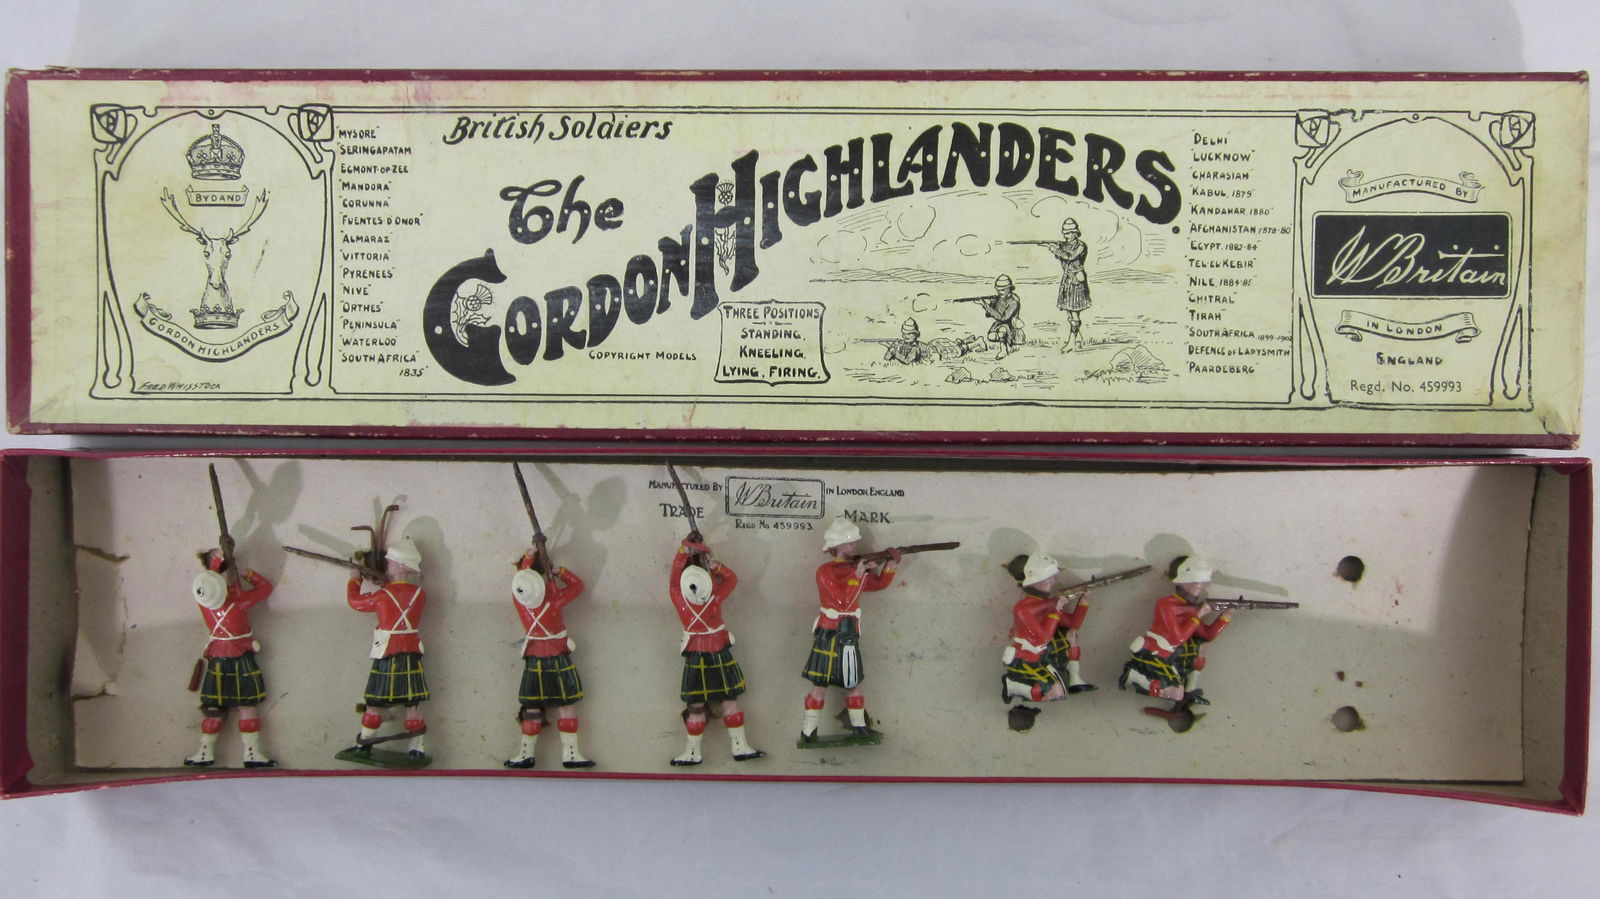 British Soldiers
The
GORDON HIGHLANDERS.
COPYRIGHT MODELS
THREE POSITIONS
STANDING,
KNEELING,
LYING, FIRING.
BYDAND
GORDON HIGHLANDERS
FRED WHISSTOCK
"MYSORE"
"SERINGAPATAM
EGMONT-OP-ZEE
"MANDORA"
"CORUNNA"
"FUENTES D'ONOR"
"ALMARAZ"
"VITTORIA"
"PYRENEES"
"NIVE"
"ORTHES"
"PENINSULA"
"WATERLOO"
"SOUTH AFRICA"
1835"
"DELHI"
"LUCKNOW"
"CHARASIAH"
"KABUL, 1879"
"KANDAHAR, 1880"
"AFGHANISTAN 1878-80"
"EGYPT, 1882-84"
"TEL-EL-KEBIR"
"NILE, 1884-85"
"CHITRAL"
"TIRAH"
"SOUTH AFRICA 1899-1902
"DEFENCE OF LADYSMITH"
"PAARDEBERG"
MANUFACTURED BY
W Britain
IN LONDON
ENGLAND
Regd. No. 459993
MANUFACTURED BY W Britain IN LONDON ENGLAND
TRADE MARK.
REGD No 459993